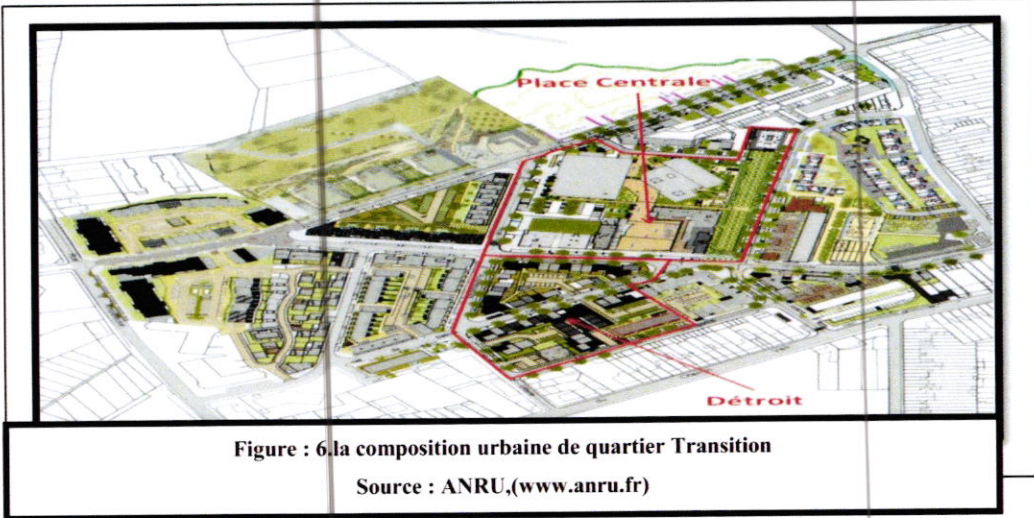 Place Centrale
Détroit
Figure : 6.la composition urbaine de quartier Transition
Source : ANRU,(www.anru.fr)